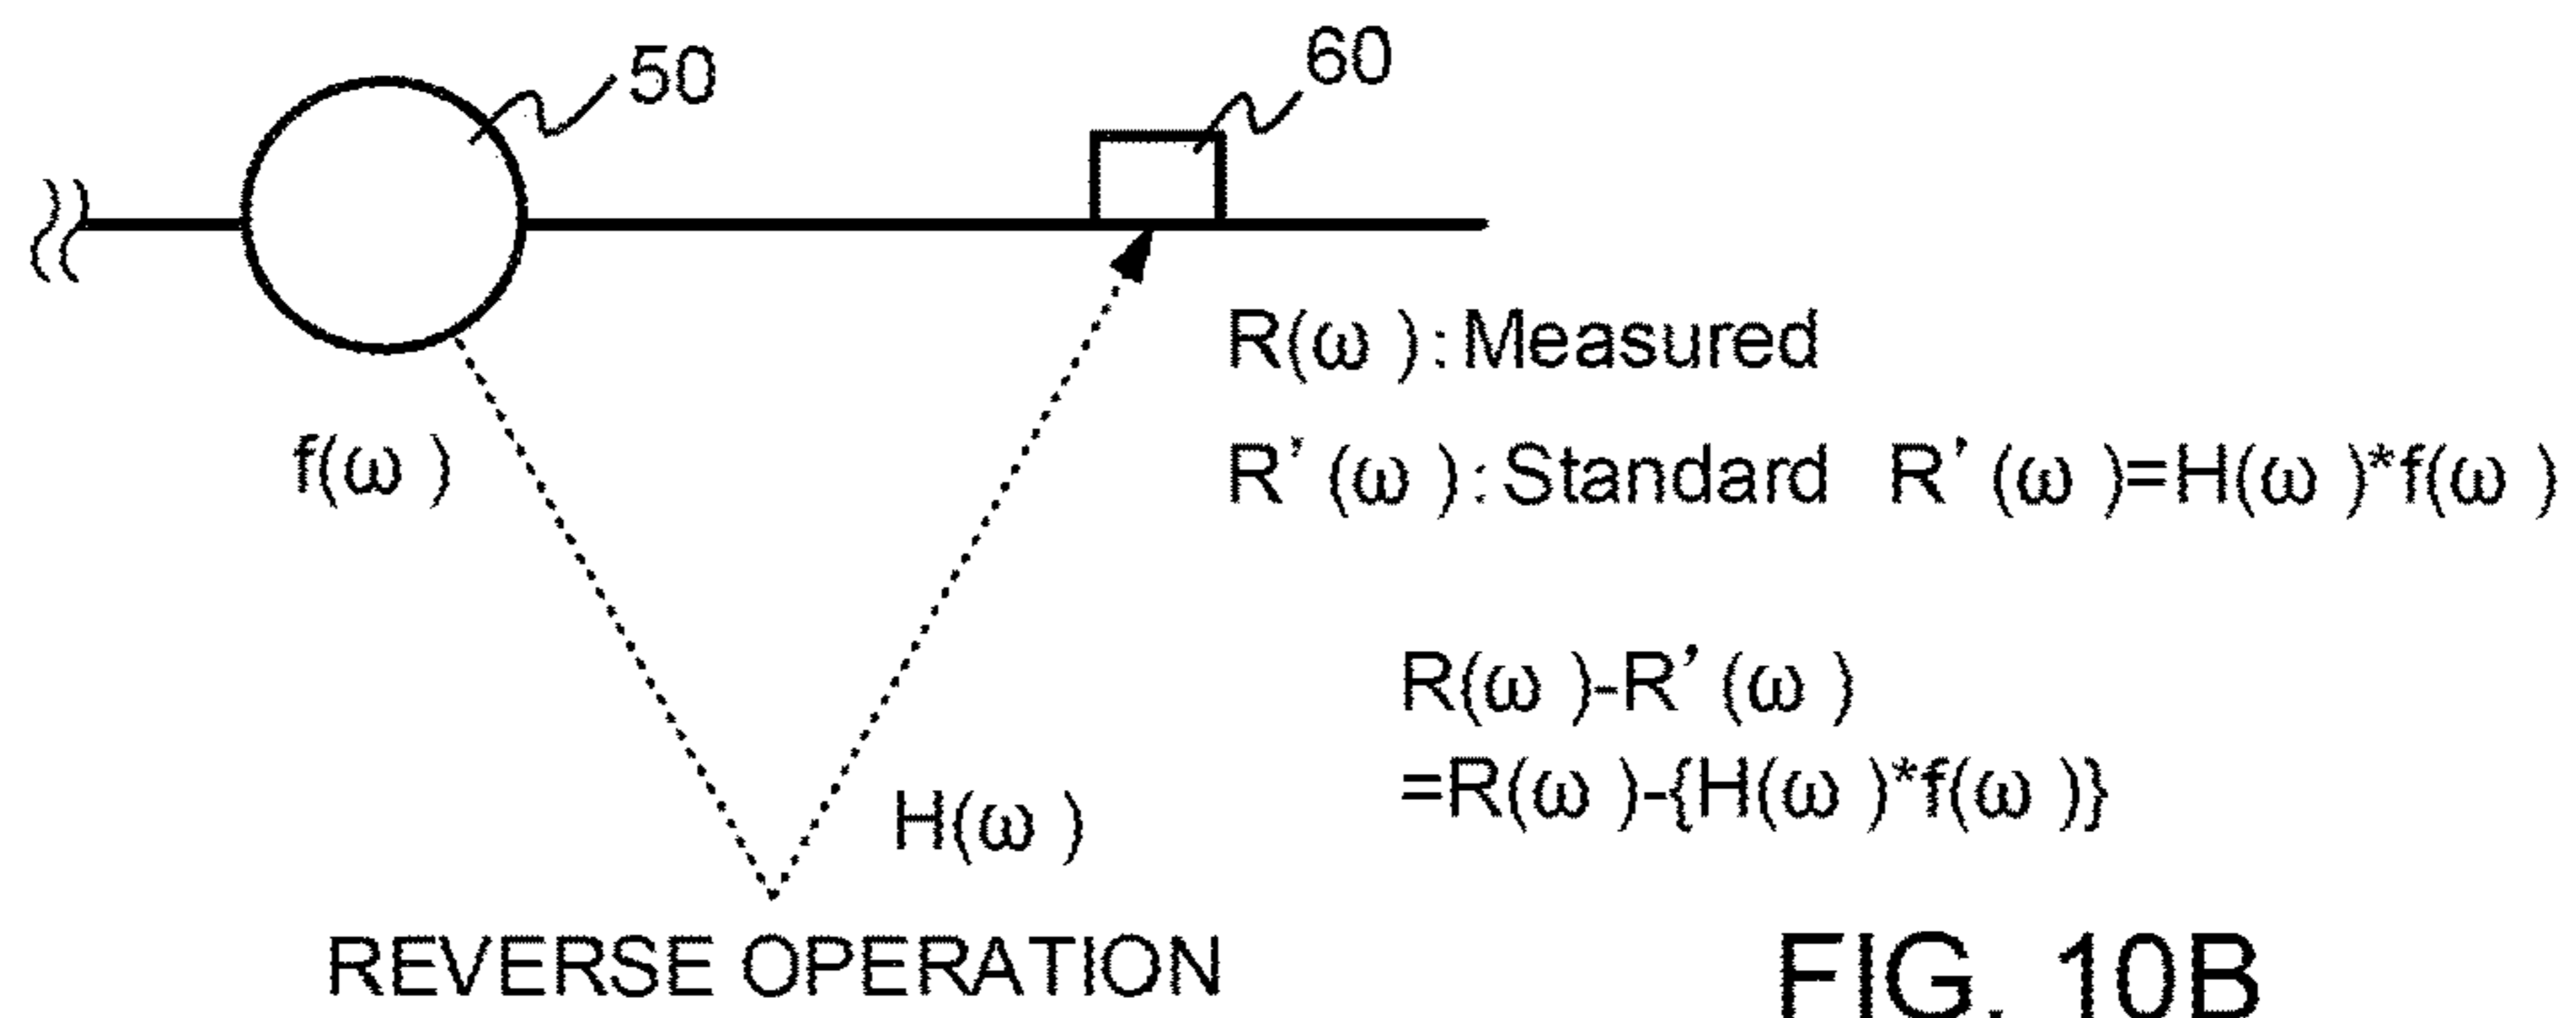 50
60
R(ω):Measured
f(ω)
R'(ω):Standard R'(ω)=H(ω)*f(ω)
R(ω)-R'(ω)
=R(ω)-{H(ω)*f(ω)}
H(ω)
REVERSE OPERATION
FIG. 10B